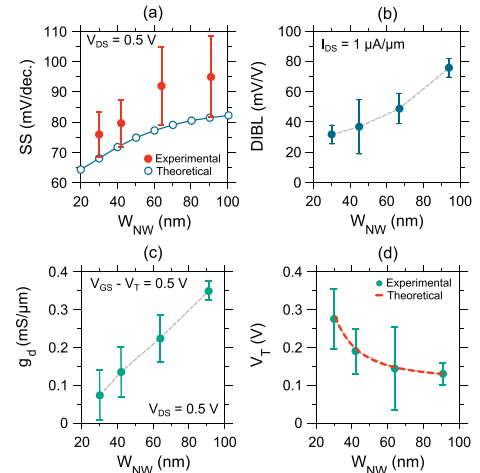 (a)
V_DS = 0.5 V
SS (mV/dec.)
110
100
90
80
70
60
Experimental
Theoretical
20 40 60 80 100
W_NW (nm)
(b)
I_DS = 1 µA/µm
DIBL (mV/V)
100
80
60
40
20
0
20 40 60 80 100
W_NW (nm)
(c)
V_GS - V_T = 0.5 V
g_d (mS/µm)
0.4
0.3
0.2
0.1
0
V_DS = 0.5 V
20 40 60 80 100
W_NW (nm)
(d)
Experimental
Theoretical
V_T (V)
0.4
0.3
0.2
0.1
0
20 40 60 80 100
W_NW (nm)